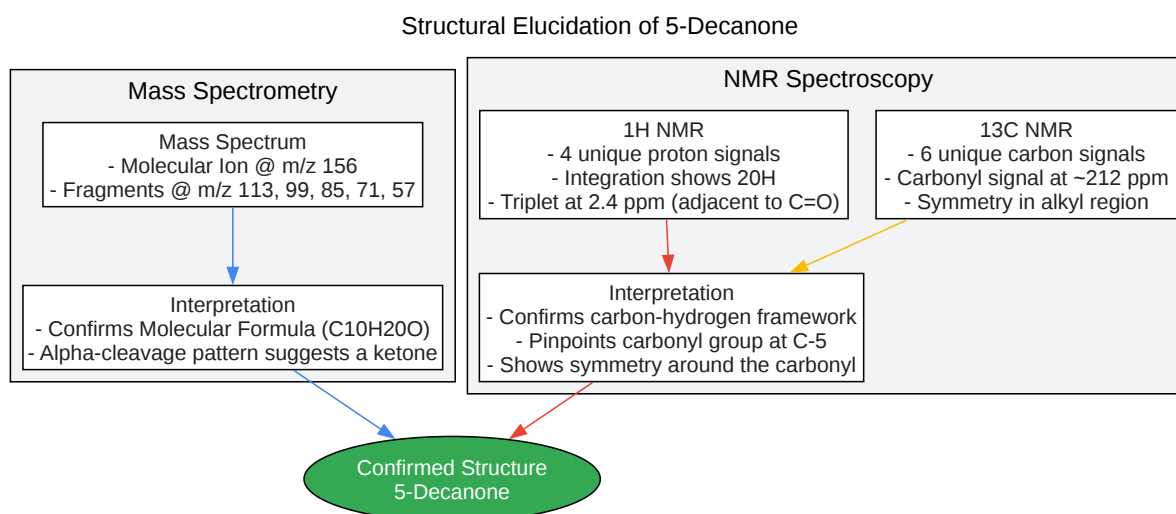 Structural Elucidation of 5-Decanone
Mass Spectrometry
Mass Spectrum
- Molecular Ion @ m/z 156
- Fragments @ m/z 113, 99, 85, 71, 57
Interpretation
- Confirms Molecular Formula (C10H20O)
- Alpha-cleavage pattern suggests a ketone
NMR Spectroscopy
1H NMR
- 4 unique proton signals
- Integration shows 20H
- Triplet at 2.4 ppm (adjacent to C=O)
13C NMR
- 6 unique carbon signals
- Carbonyl signal at ~212 ppm
- Symmetry in alkyl region
Interpretation
- Confirms carbon-hydrogen framework
- Pinpoints carbonyl group at C-5
- Shows symmetry around the carbonyl
Confirmed Structure
5-Decanone